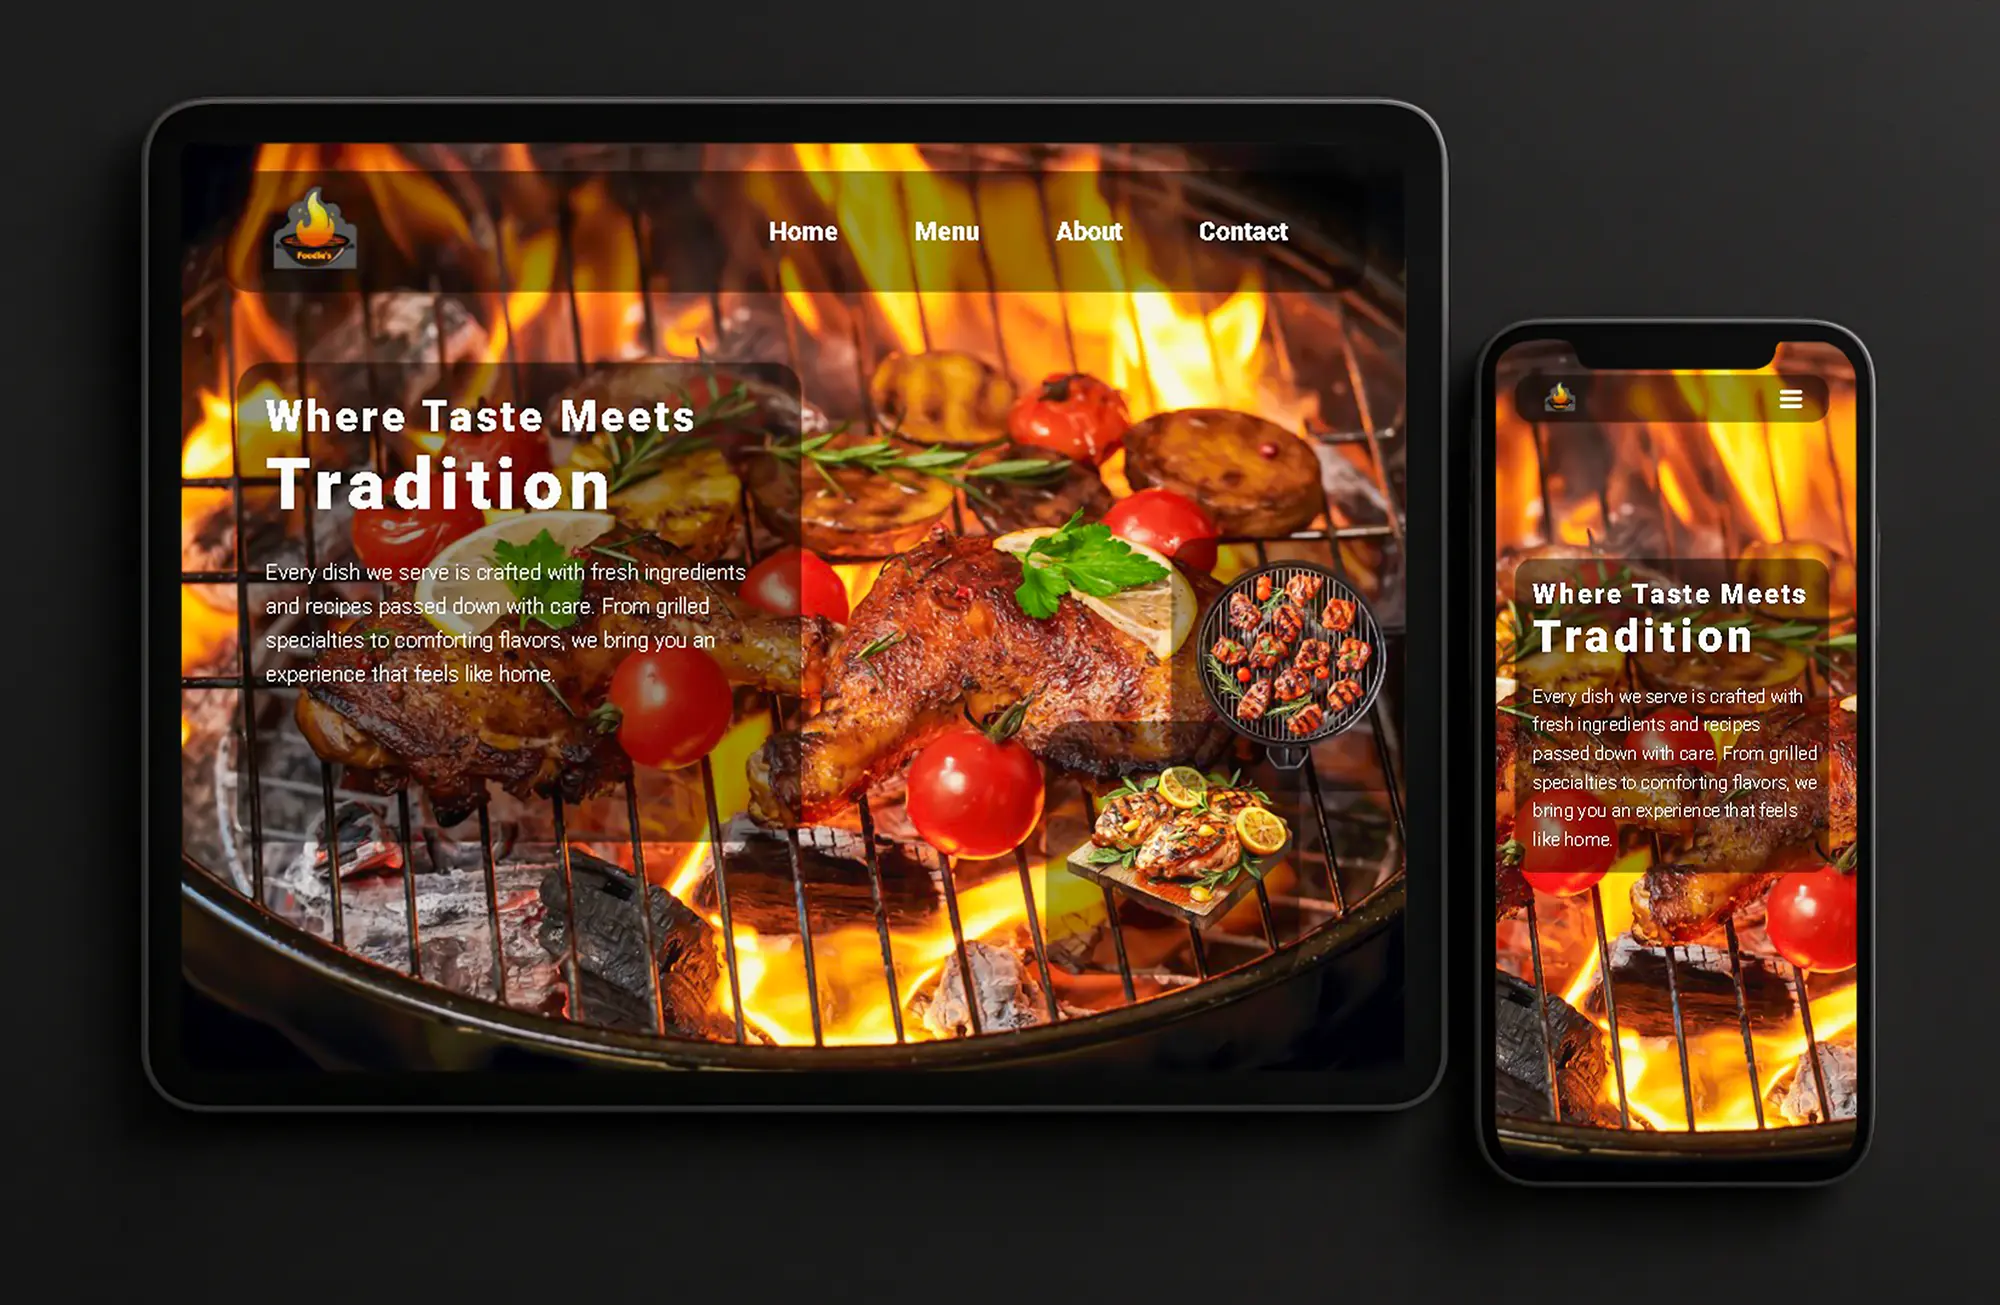 Foodie's
Home Menu About Contact
Where Taste Meets
Tradition
Every dish we serve is crafted with fresh ingredients
and recipes passed down with care. From grilled
specialties to comforting flavors, we bring you an
experience that feels like home.
Where Taste Meets
Tradition
Every dish we serve is crafted with
fresh ingredients and recipes
passed down with care. From grilled
specialties to comforting flavors, we
bring you an experience that feels
like home.